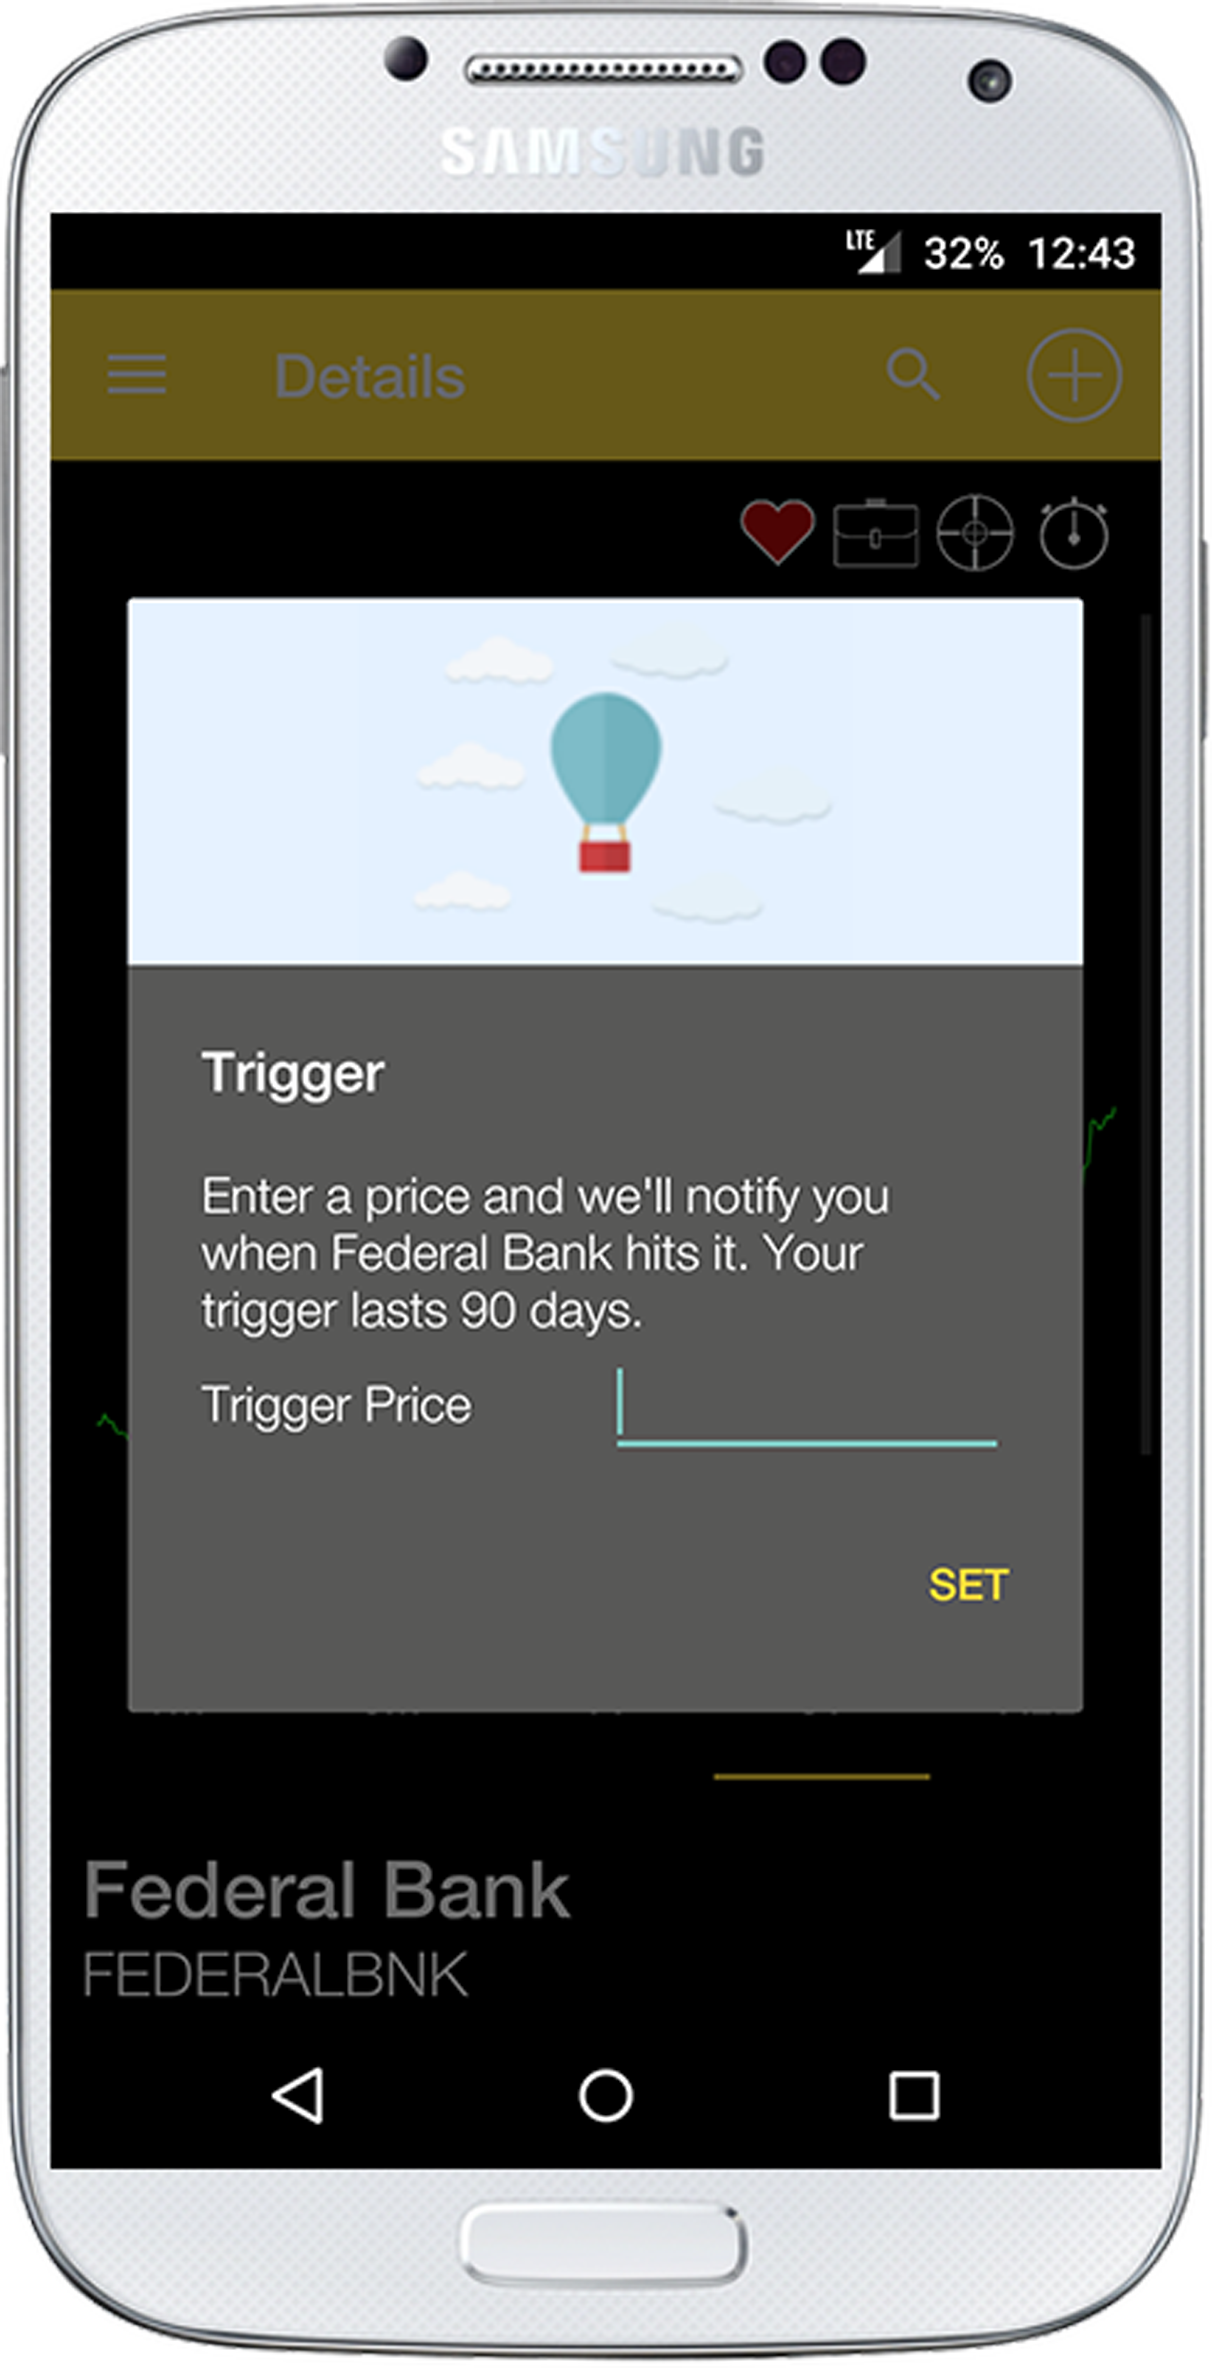 SAMSUNG
LTE 32% 12:43
Details
Trigger
Enter a price and we'll notify you
when Federal Bank hits it. Your
trigger lasts 90 days.
Trigger Price
SET
Federal Bank
FEDERALBNK